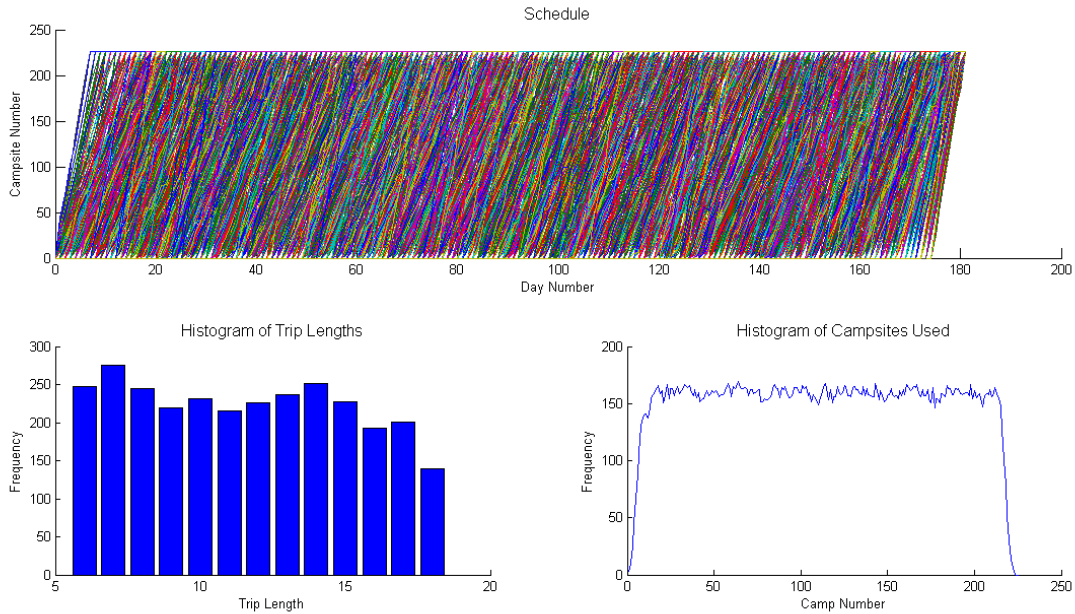 Schedule
250
200
150
100
50
0
Campsite Number
0 20 40 60 80 100 120 140 160 180 200
Day Number
Histogram of Trip Lengths
300
250
200
150
100
50
0
Frequency
5 10 15 20
Trip Length
Histogram of Campsites Used
200
150
100
50
0
Frequency
0 50 100 150 200 250
Camp Number